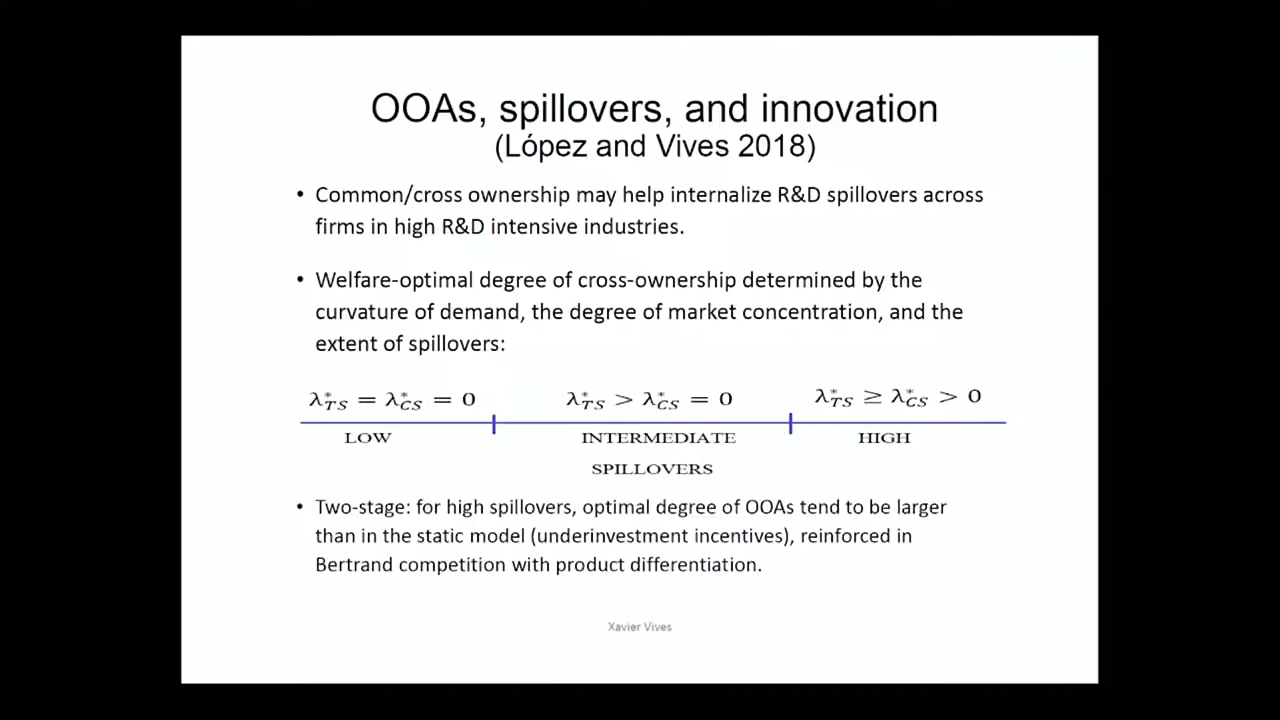 OOAs, spillovers, and innovation
(López and Vives 2018)
• Common/cross ownership may help internalize R&D spillovers across
firms in high R&D intensive industries.
• Welfare-optimal degree of cross-ownership determined by the
curvature of demand, the degree of market concentration, and the
extent of spillovers:
λ*TS = λ*CS = 0 λ*TS > λ*CS = 0 λ*TS ≥ λ*CS > 0
LOW INTERMEDIATE HIGH
SPILLOVERS
• Two-stage: for high spillovers, optimal degree of OOAs tend to be larger
than in the static model (underinvestment incentives), reinforced in
Bertrand competition with product differentiation.
Xavier Vives